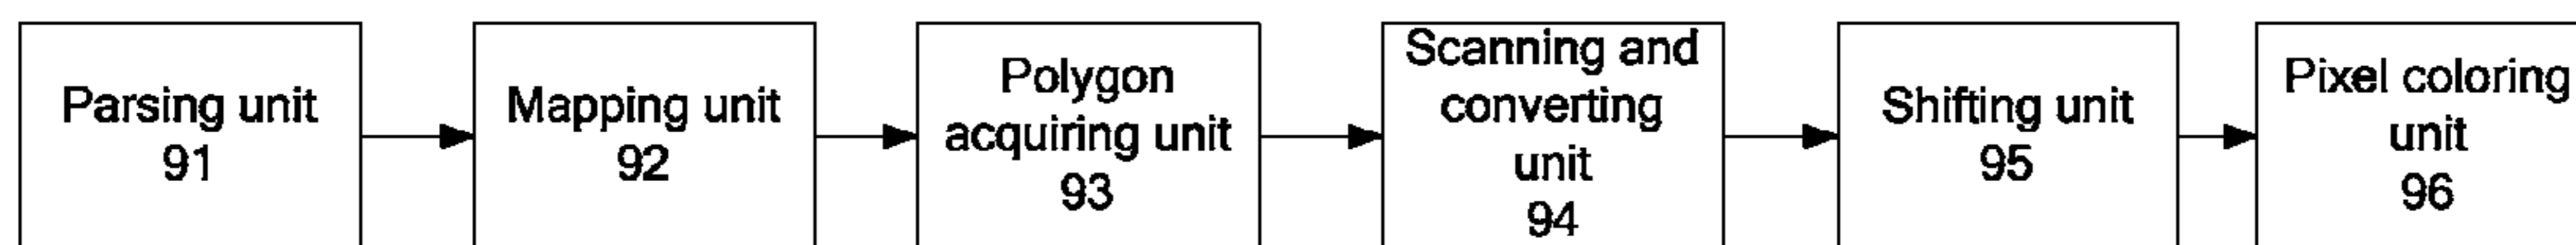 Parsing unit
91
Mapping unit
92
Polygon
acquiring unit
93
Scanning and
converting
unit
94
Shifting unit
95
Pixel coloring
unit
96